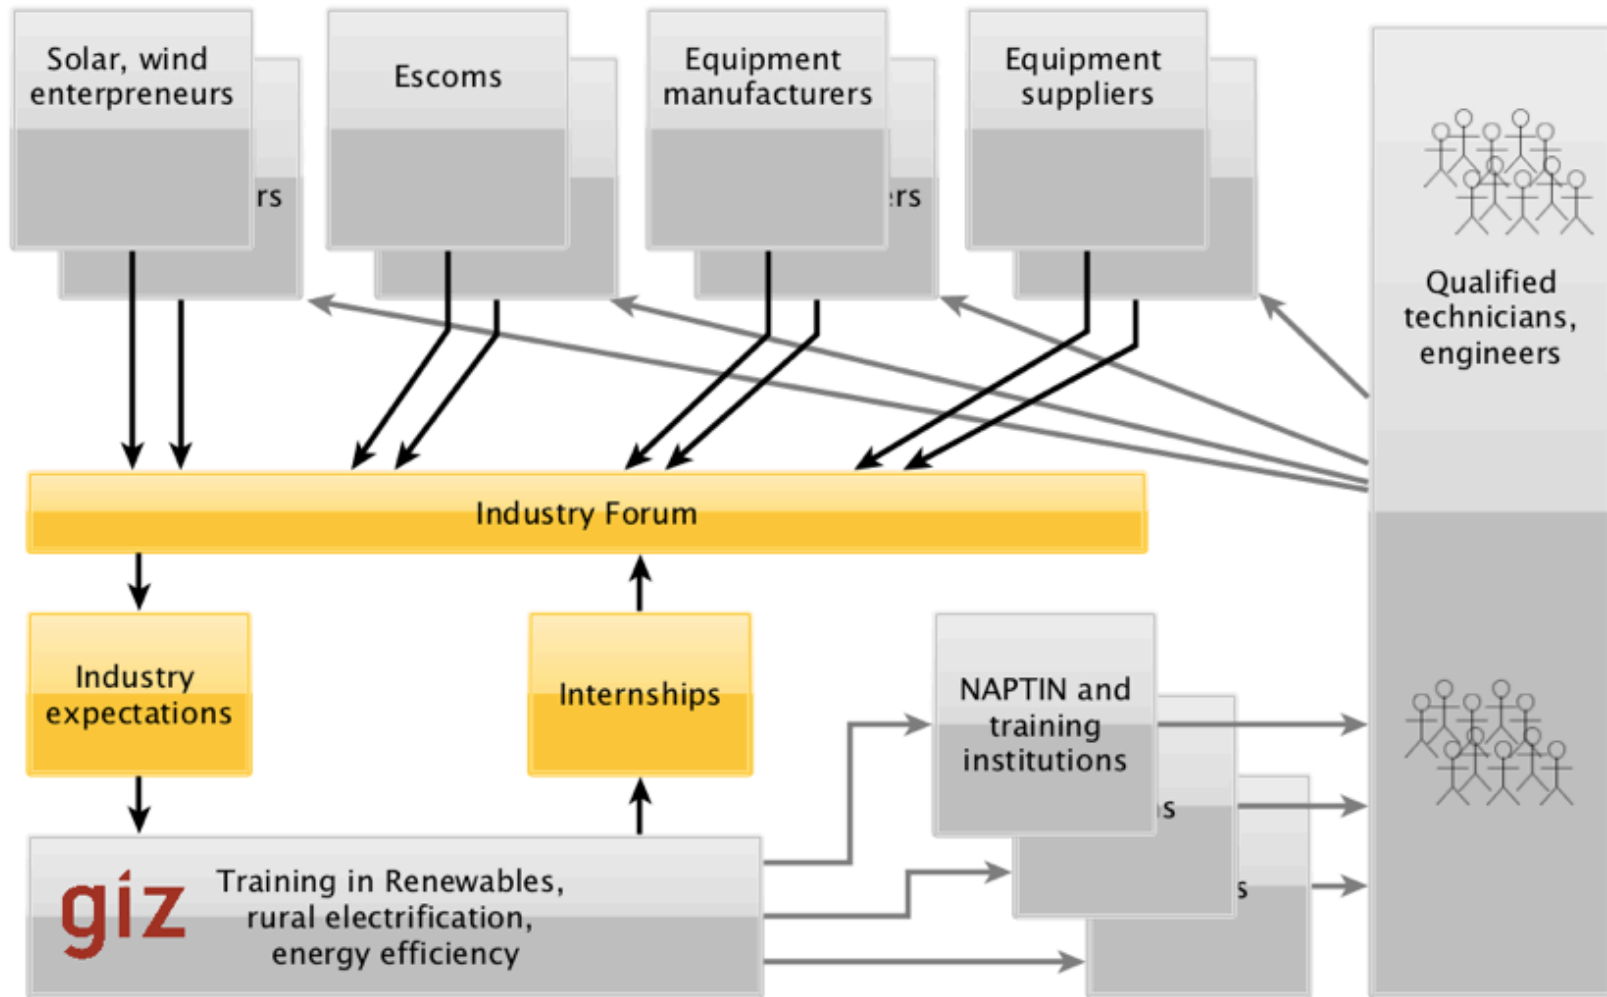 Solar, wind
enterpreneurs
rs
Escoms
Equipment
manufacturers
ers
Equipment
suppliers
Qualified
technicians,
engineers
Industry Forum
Industry
expectations
Internships
NAPTIN and
training
institutions
s
giz
Training in Renewables,
rural electrification,
energy efficiency